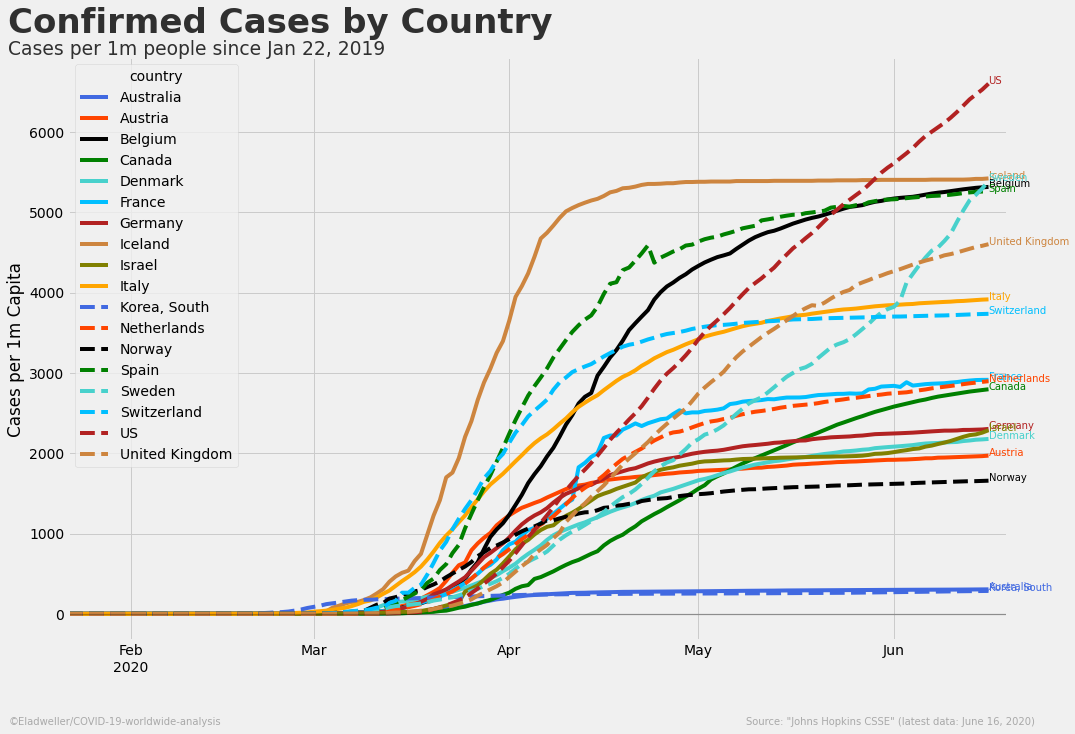 Confirmed Cases by Country
Cases per 1m people since Jan 22, 2019
country
Australia
Austria
Belgium
Canada
Denmark
France
Germany
Iceland
Israel
Italy
Korea, South
Netherlands
Norway
Spain
Sweden
Switzerland
US
United Kingdom
Cases per 1m Capita
6000
5000
4000
3000
2000
1000
0
US
Iceland
Belgium
Spain
United Kingdom
Italy
Switzerland
France
Netherlands
Canada
Germany
Israel
Denmark
Austria
Norway
Australia
Korea, South
Feb
2020
Mar
Apr
May
Jun
©Eladweller/COVID-19-worldwide-analysis
Source: "Johns Hopkins CSSE" (latest data: June 16, 2020)